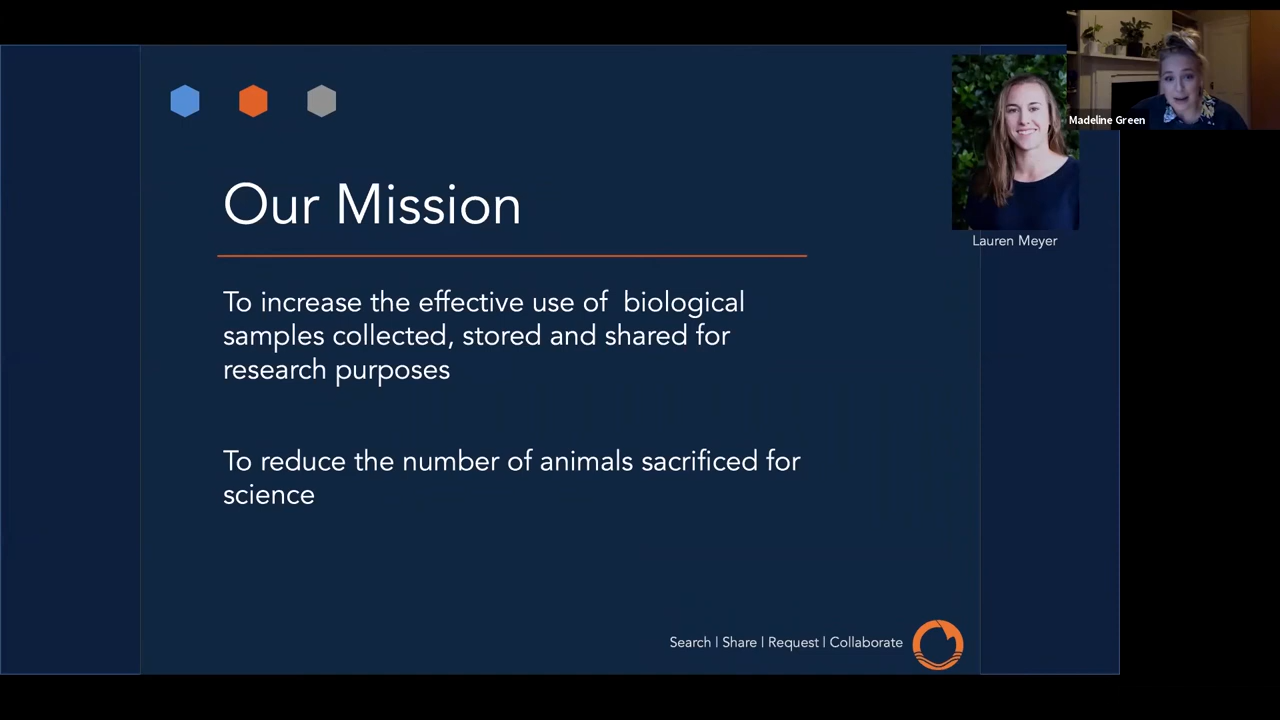 Our Mission
To increase the effective use of  biological
samples collected, stored and shared for
research purposes
To reduce the number of animals sacrificed for
science
Lauren Meyer
Madeline Green
Search | Share | Request | Collaborate